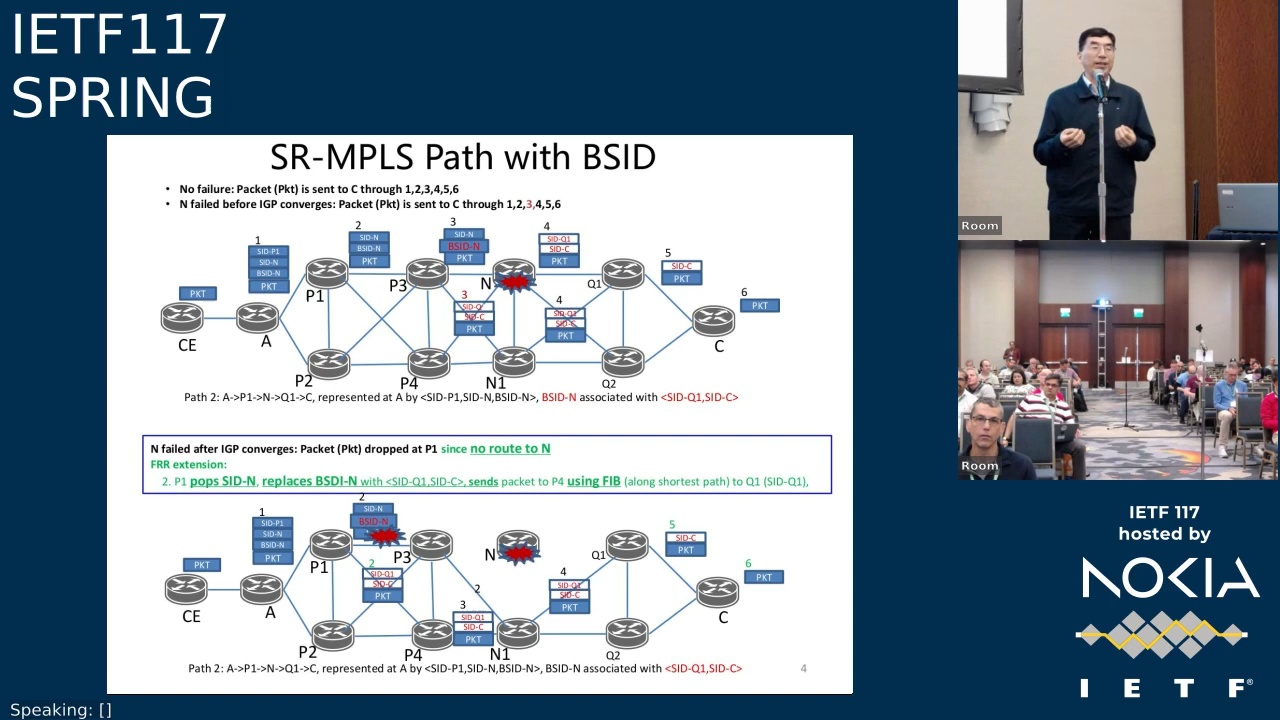 IETF117
SPRING
SR-MPLS Path with BSID
• No failure: Packet (Pkt) is sent to C through 1,2,3,4,5,6
• N failed before IGP converges: Packet (Pkt) is sent to C through 1,2,3,4,5,6
1
SID-P1
SID-N
BSID-N
PKT
2
SID-N
BSID-N
PKT
3
SID-N
BSID-N
PKT
4
SID-Q1
SID-C
PKT
5
SID-C
PKT
6
PKT
PKT
3
SID-Q
SID-C
PKT
4
SID-Q1
SID-C
PKT
P1
P3
N
Q1
CE
A
C
P2
P4
N1
Q2
Path 2: A->P1->N->Q1->C, represented at A by <SID-P1,SID-N,BSID-N>, BSID-N associated with <SID-Q1,SID-C>
N failed after IGP converges: Packet (Pkt) dropped at P1 since no route to N
FRR extension:
2. P1 pops SID-N, replaces BSDI-N with <SID-Q1,SID-C>, sends packet to P4 using FIB (along shortest path) to Q1 (SID-Q1),
1
SID-P1
SID-N
BSID-N
PKT
2
SID-N
BSID-N
PKT
2
SID-Q1
SID-C
PKT
2
3
SID-Q1
SID-C
PKT
4
SID-Q1
SID-C
PKT
5
SID-C
PKT
6
PKT
P1
P3
N
Q1
CE
A
C
P2
P4
N1
Q2
Path 2: A->P1->N->Q1->C, represented at A by <SID-P1,SID-N,BSID-N>, BSID-N associated with <SID-Q1,SID-C>
4
Room
Room
IETF 117
hosted by
NOKIA
I E T F®
Speaking: []